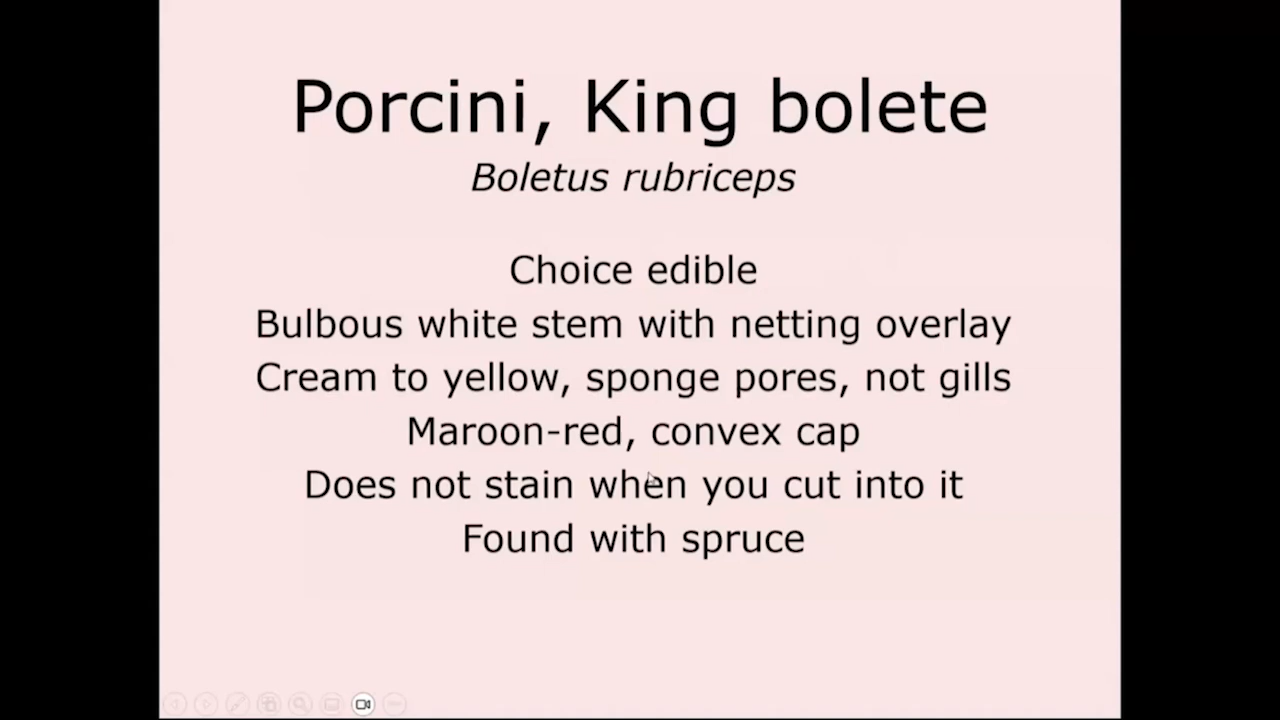 Porcini, King bolete
Boletus rubriceps
Choice edible
Bulbous white stem with netting overlay
Cream to yellow, sponge pores, not gills
Maroon-red, convex cap
Does not stain when you cut into it
Found with spruce